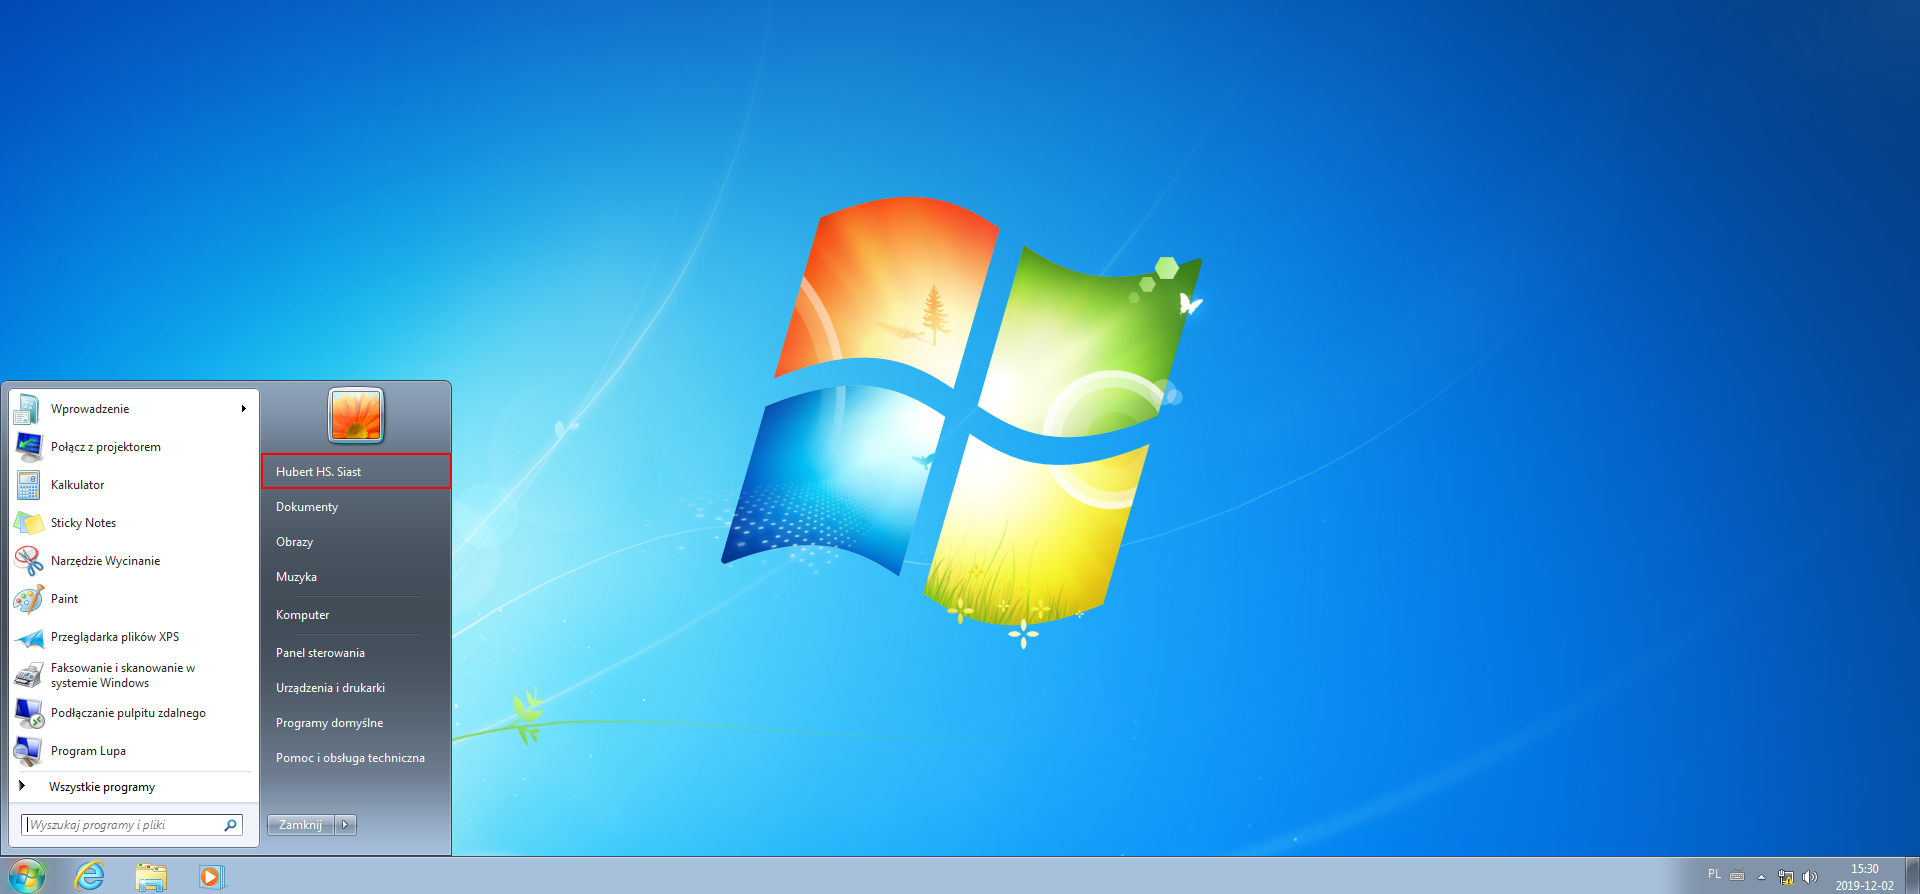 Wprowadzenie
Połącz z projektorem
Kalkulator
Sticky Notes
Narzędzie Wycinanie
Paint
Przeglądarka plików XPS
Faksowanie i skanowanie w
systemie Windows
Podłączanie pulpitu zdalnego
Program Lupa
Wszystkie programy
Wyszukaj programy i pliki
Hubert HS. Siast
Dokumenty
Obrazy
Muzyka
Komputer
Panel sterowania
Urządzenia i drukarki
Programy domyślne
Pomoc i obsługa techniczna
Zamknij
PL
15:30
2019-12-02